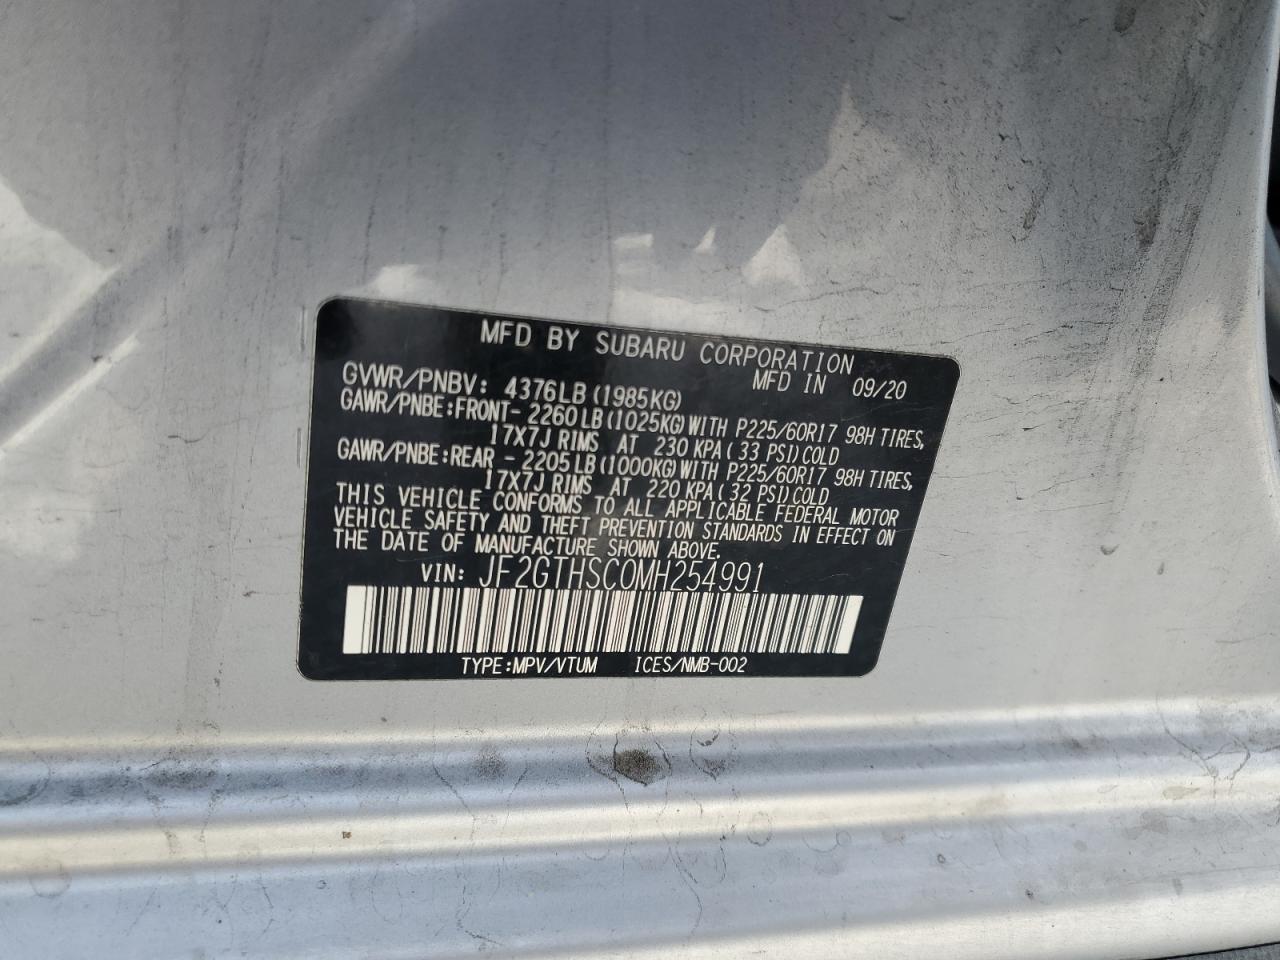 MFD BY SUBARU CORPORATION
MFD IN 09/20
GVWR/PNBV: 4376LB (1985KG)
GAWR/PNBE:FRONT- 2260LB(1025KG)WITH P225/60R17 98H TIRES,
17X7J RIMS AT 230 KPA( 33 PSI)COLD
GAWR/PNBE:REAR - 2205LB(1000KG)WITH P225/60R17 98H TIRES,
17X7J RIMS AT 220 KPA( 32 PSI)COLD
THIS VEHICLE CONFORMS TO ALL APPLICABLE FEDERAL MOTOR
VEHICLE SAFETY AND THEFT PREVENTION STANDARDS IN EFFECT ON
THE DATE OF MANUFACTURE SHOWN ABOVE.
VIN: JF2GTHSC0MH254991
TYPE:MPV/VTUM ICES/NMB-002